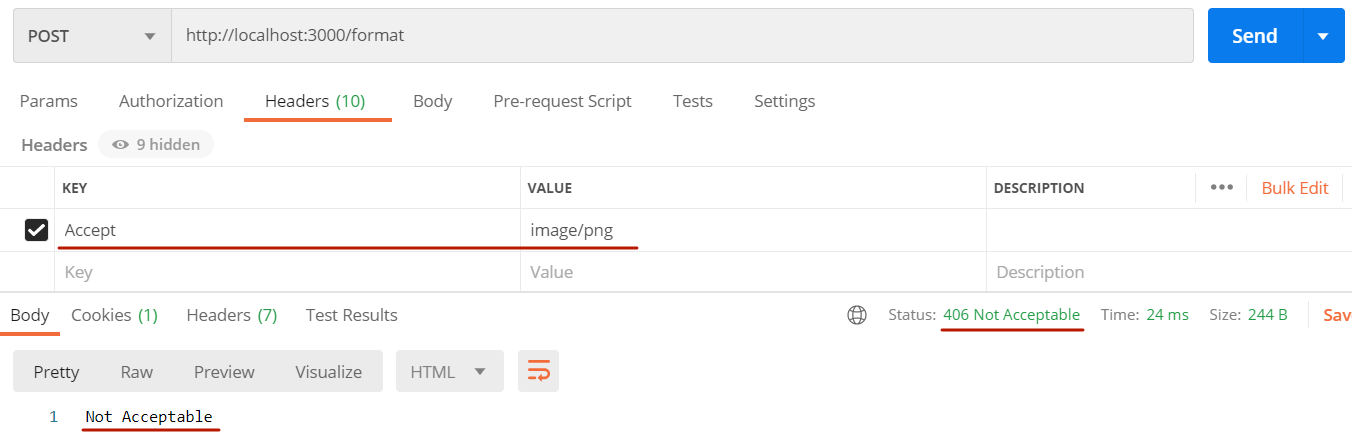 POST http://localhost:3000/format Send
Params Authorization Headers (10) Body Pre-request Script Tests Settings
Headers 9 hidden
KEY VALUE DESCRIPTION ••• Bulk Edit
Accept image/png
Key Value Description
Body Cookies (1) Headers (7) Test Results Status: 406 Not Acceptable Time: 24 ms Size: 244 B Sav
Pretty Raw Preview Visualize HTML
1 Not Acceptable